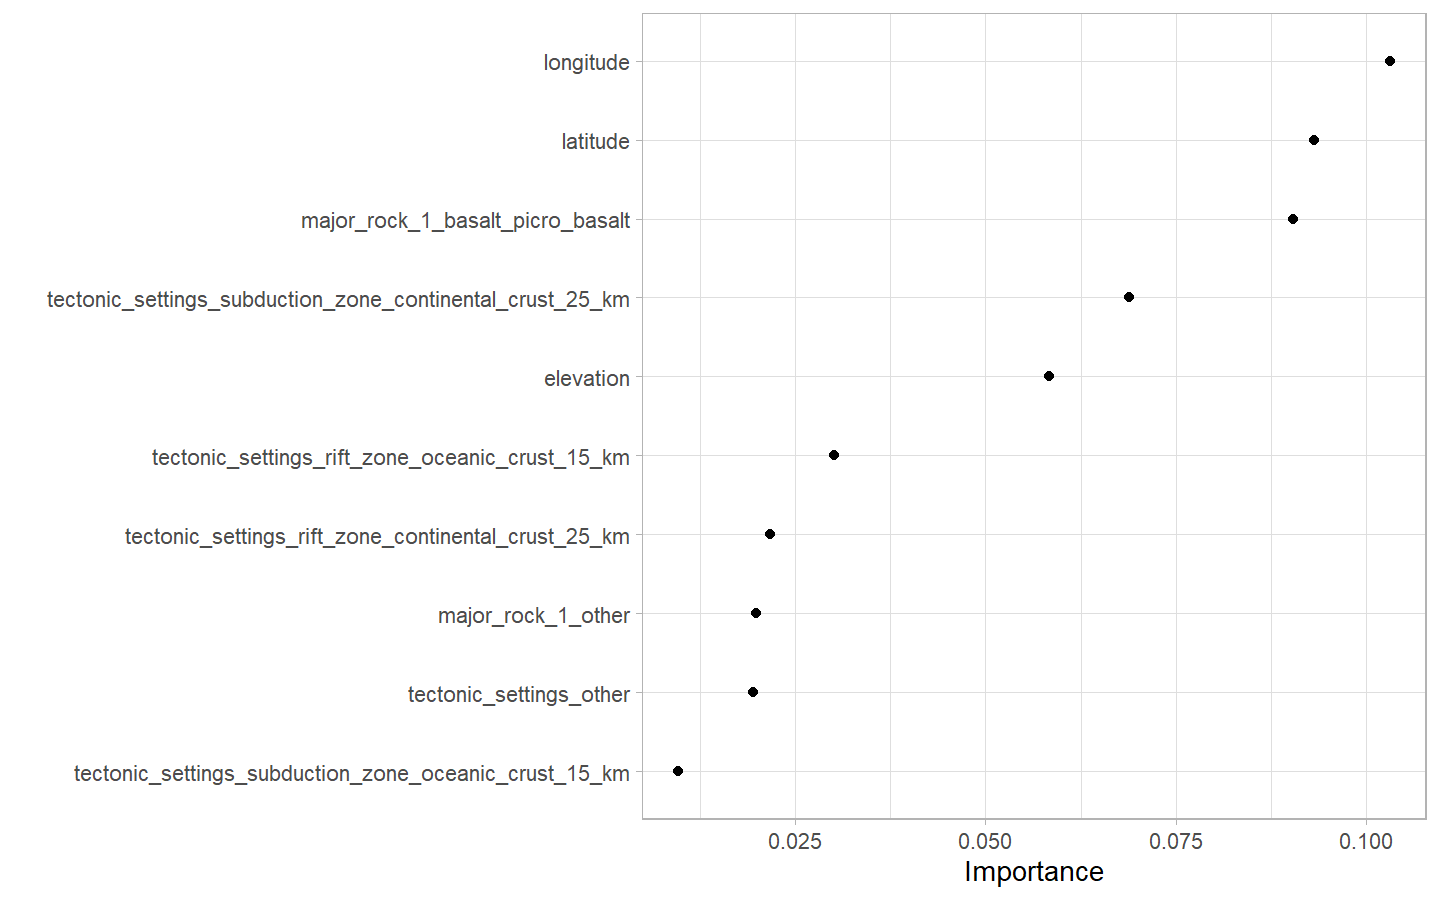 longitude
latitude
major_rock_1_basalt_picro_basalt
tectonic_settings_subduction_zone_continental_crust_25_km
elevation
tectonic_settings_rift_zone_oceanic_crust_15_km
tectonic_settings_rift_zone_continental_crust_25_km
major_rock_1_other
tectonic_settings_other
tectonic_settings_subduction_zone_oceanic_crust_15_km
0.025 0.050 0.075 0.100
Importance